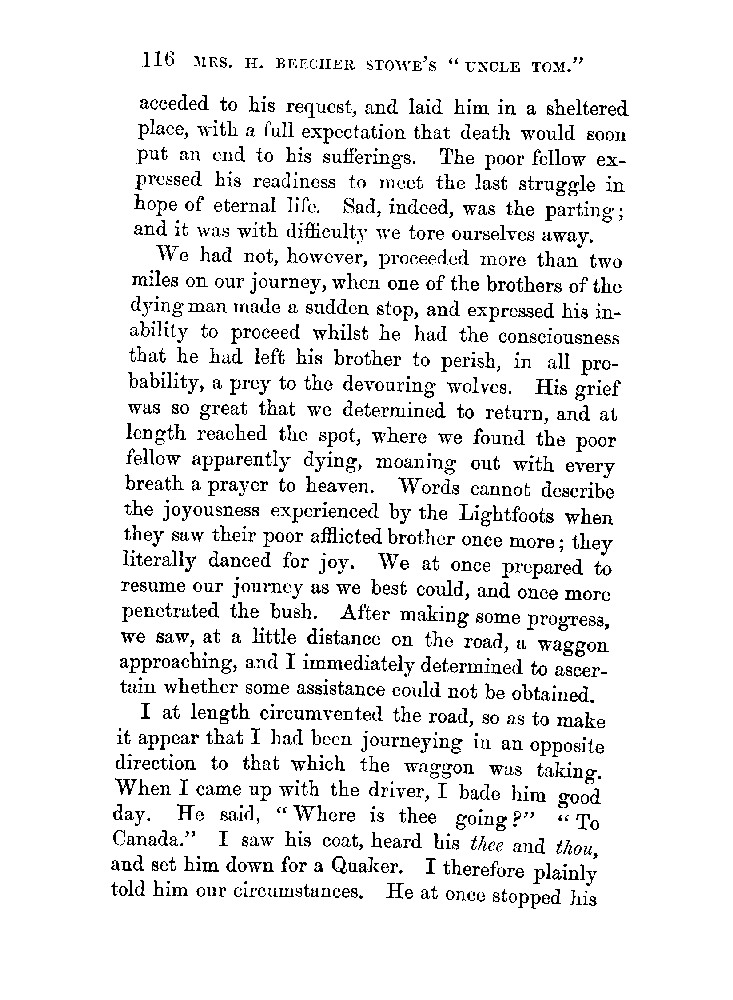 116 MRS. H. BEECHER STOWE'S "UNCLE TOM."
acceded to his request, and laid him in a sheltered
place, with a full expectation that death would soon
put an end to his sufferings. The poor fellow ex-
pressed his readiness to meet the last struggle in
hope of eternal life. Sad, indeed, was the parting;
and it was with difficulty we tore ourselves away.
We had not, however, proceeded more than two
miles on our journey, when one of the brothers of the
dying man made a sudden stop, and expressed his in-
ability to proceed whilst he had the consciousness
that he had left his brother to perish, in all pro-
bability, a prey to the devouring wolves. His grief
was so great that we determined to return, and at
length reached the spot, where we found the poor
fellow apparently dying, moaning out with every
breath a prayer to heaven. Words cannot describe
the joyousness experienced by the Lightfoots when
they saw their poor afflicted brother once more; they
literally danced for joy. We at once prepared to
resume our journey as we best could, and once more
penetrated the bush. After making some progress,
we saw, at a little distance on the road, a waggon
approaching, and I immediately determined to ascer-
tain whether some assistance could not be obtained.
I at length circumvented the road, so as to make
it appear that I had been journeying in an opposite
direction to that which the waggon was taking.
When I came up with the driver, I bade him good
day. He said, "Where is thee going?" "To
Canada." I saw his coat, heard his thee and thou,
and set him down for a Quaker. I therefore plainly
told him our circumstances. He at once stopped his